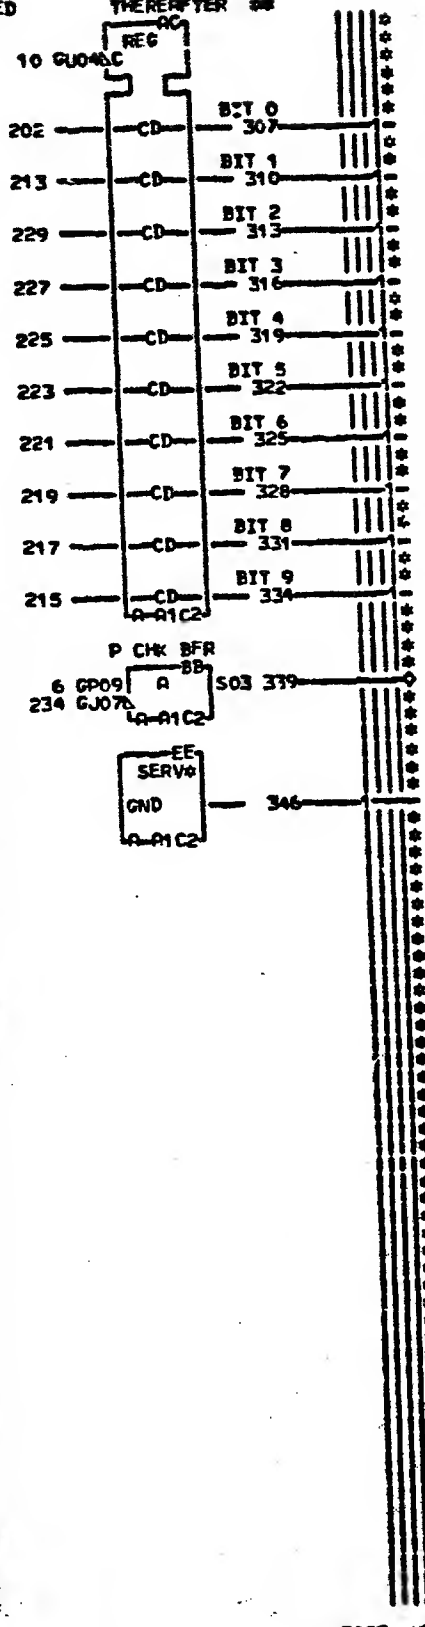 ED THEREAFTER **
AC
REG
10 GU04 C
BIT 0
202 CD 307
BIT 1
213 CD 310
BIT 2
229 CD 313
BIT 3
227 CD 316
BIT 4
225 CD 319
BIT 5
223 CD 322
BIT 6
221 CD 325
BIT 7
219 CD 328
BIT 8
217 CD 331
BIT 9
215 CD 334
A-A1C2
P CHK BFR
BB
6 GP09 A S03 339
234 GJ07
A-A1C2
EE
SERV*
GND 346
A-A1C2